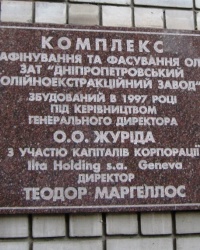 КОМПЛЕКС
АФІНУВАННЯ ТА ФАСУВАННЯ ОЛ
ЗАТ "ДНІПРОПЕТРОВСЬКИЙ
ОЛІЙНОЕКСТРАКЦІЙНИЙ ЗАВОД"
ЗБУДОВАНИЙ В 1997 РОЦІ
ПІД КЕРІВНИЦТВОМ
ГЕНЕРАЛЬНОГО ДИРЕКТОРА
О.О. ЖУРІДА
З УЧАСТЮ КАПІТАЛІВ КОРПОРАЦІЇ
Ilta Holding s.a. Geneva
ДИРЕКТОР
ТЕОДОР МАРГЕЛЛОС